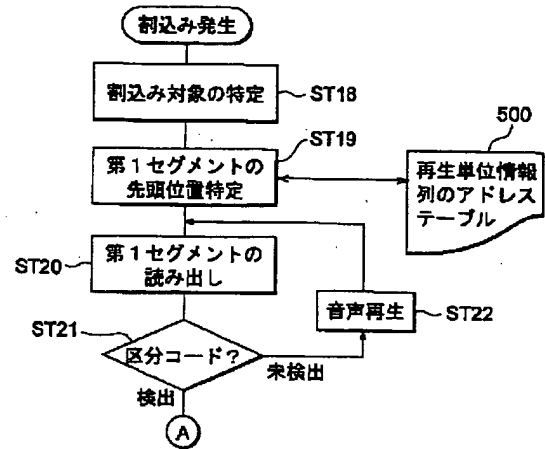 割込み発生
割込み対象の特定
ST18
ST19
500
第1セグメントの
先頭位置特定
再生単位情報
列のアドレス
テーブル
ST20
第1セグメントの
読み出し
音声再生
ST22
ST21
区分コード?
未検出
検出
A